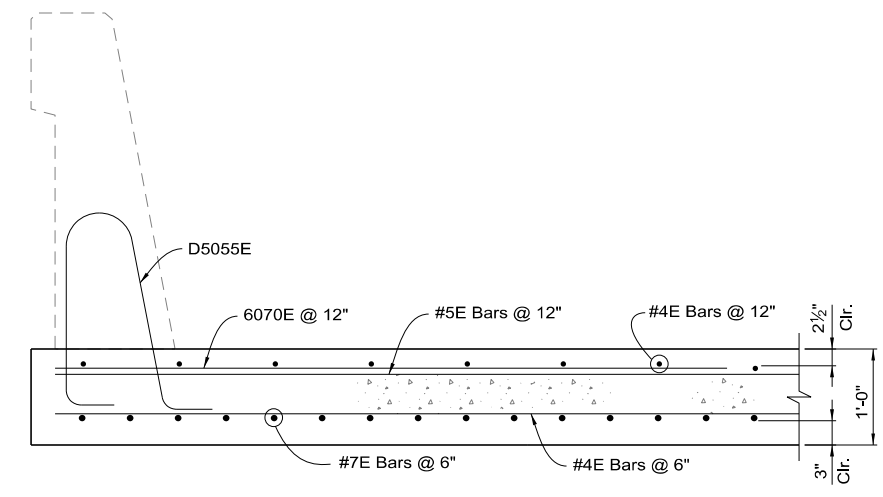 D5055E
6070E @ 12"
#5E Bars @ 12"
#4E Bars @ 12"
2½"
Clr.
1'-0"
3"
Clr.
#7E Bars @ 6"
#4E Bars @ 6"